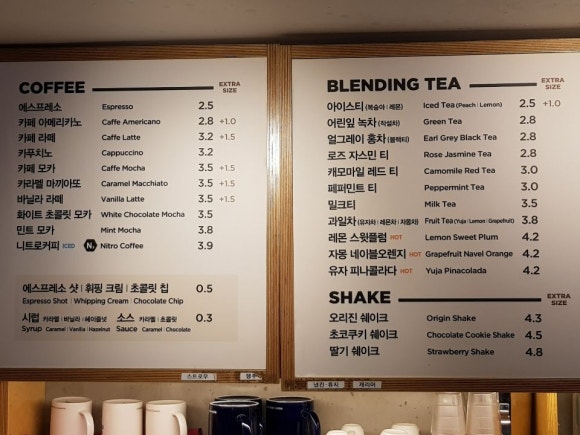 COFFEE EXTRA SIZE
에스프레소 Espresso 2.5
카페 아메리카노 Caffe Americano 2.8 +1.0
카페 라떼 Caffe Latte 3.2 +1.5
카푸치노 Cappuccino 3.2
카페 모카 Caffe Mocha 3.5 +1.5
카라멜 마끼아또 Caramel Macchiato 3.5 +1.5
바닐라 라떼 Vanilla Latte 3.5 +1.5
화이트 초콜릿 모카 White Chocolate Mocha 3.5
민트 모카 Mint Mocha 3.8
니트로커피 ICED N₂ Nitro Coffee 3.9
에스프레소 샷 | 휘핑 크림 | 초콜릿 칩 0.5
Espresso Shot | Whipping Cream | Chocolate Chip
시럽 카라멜 | 바닐라 | 헤이즐넛 소스 카라멜 | 초콜릿 0.3
Syrup Caramel | Vanilla | Hazelnut Sauce Caramel | Chocolate
BLENDING TEA EXTRA SIZE
아이스티 (복숭아 | 레몬) Iced Tea (Peach | Lemon) 2.5 +1.0
어린잎 녹차 (작설차) Green Tea 2.8
얼그레이 홍차 (블랙티) Earl Grey Black Tea 2.8
로즈 자스민 티 Rose Jasmine Tea 2.8
캐모마일 레드 티 Camomile Red Tea 3.0
페퍼민트 티 Peppermint Tea 3.0
밀크티 Milk Tea 3.5
과일차 (유자차 | 레몬차 | 자몽차) Fruit Tea (Yuja | Lemon | Grapefruit) 3.8
레몬 스윗플럼 HOT Lemon Sweet Plum 4.2
자몽 네이블오렌지 HOT Grapefruit Navel Orange 4.2
유자 피나콜라다 HOT Yuja Pinacolada 4.2
SHAKE EXTRA SIZE
오리진 쉐이크 Origin Shake 4.3
초코쿠키 쉐이크 Chocolate Cookie Shake 4.5
딸기 쉐이크 Strawberry Shake 4.8
스트로우
냅킨·휴지 캐리어